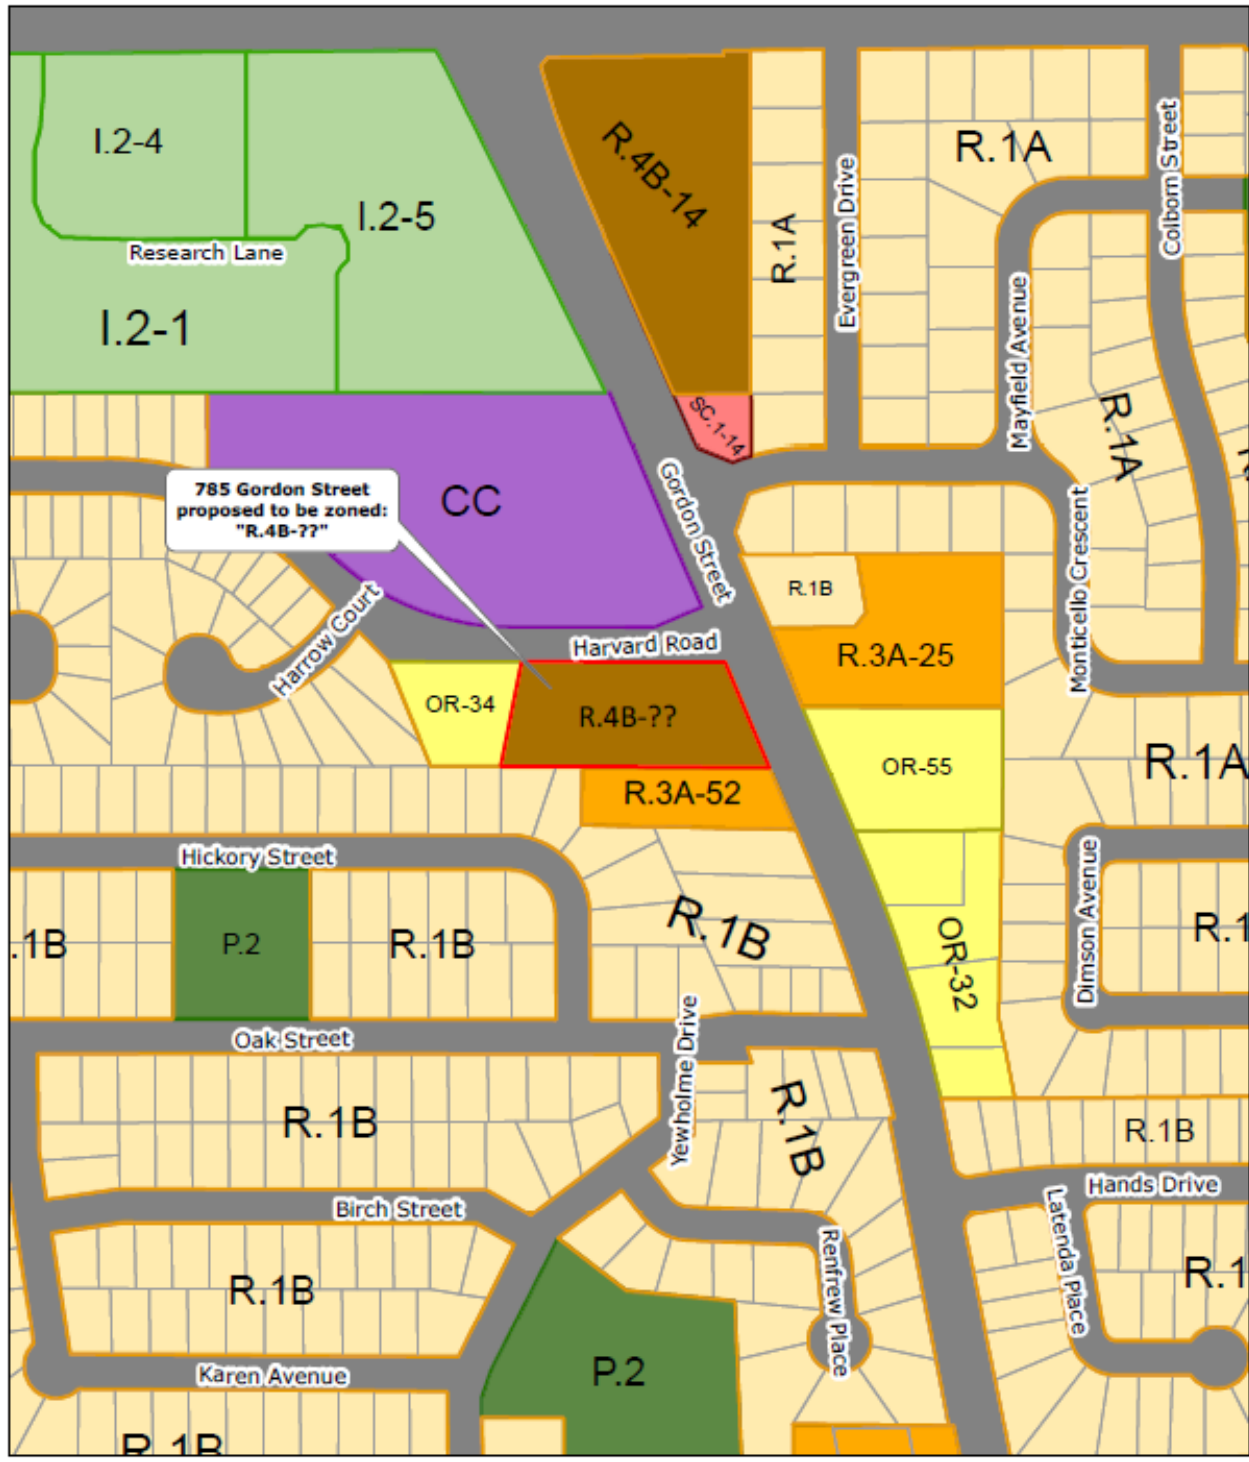 I.2-4
I.2-5
Research Lane
I.2-1
R.4B-14
R.1A
Evergreen Drive
R.1A
Colborn Street
Mayfield Avenue
R.1A
SC.1-14
785 Gordon Street
proposed to be zoned:
"R.4B-??"
CC
Gordon Street
Monticello Crescent
R.1B
R.3A-25
Harrow Court
Harvard Road
OR-34
R.4B-??
OR-55
R.1A
R.3A-52
Hickory Street
Dimson Avenue
.1B
P.2
R.1B
R.1B
OR-32
R.1
Oak Street
Yewholme Drive
R.1B
R.1B
R.1B
Birch Street
Hands Drive
Latenda Place
Renfrew Place
R.1B
R.1
Karen Avenue
P.2
R.1B